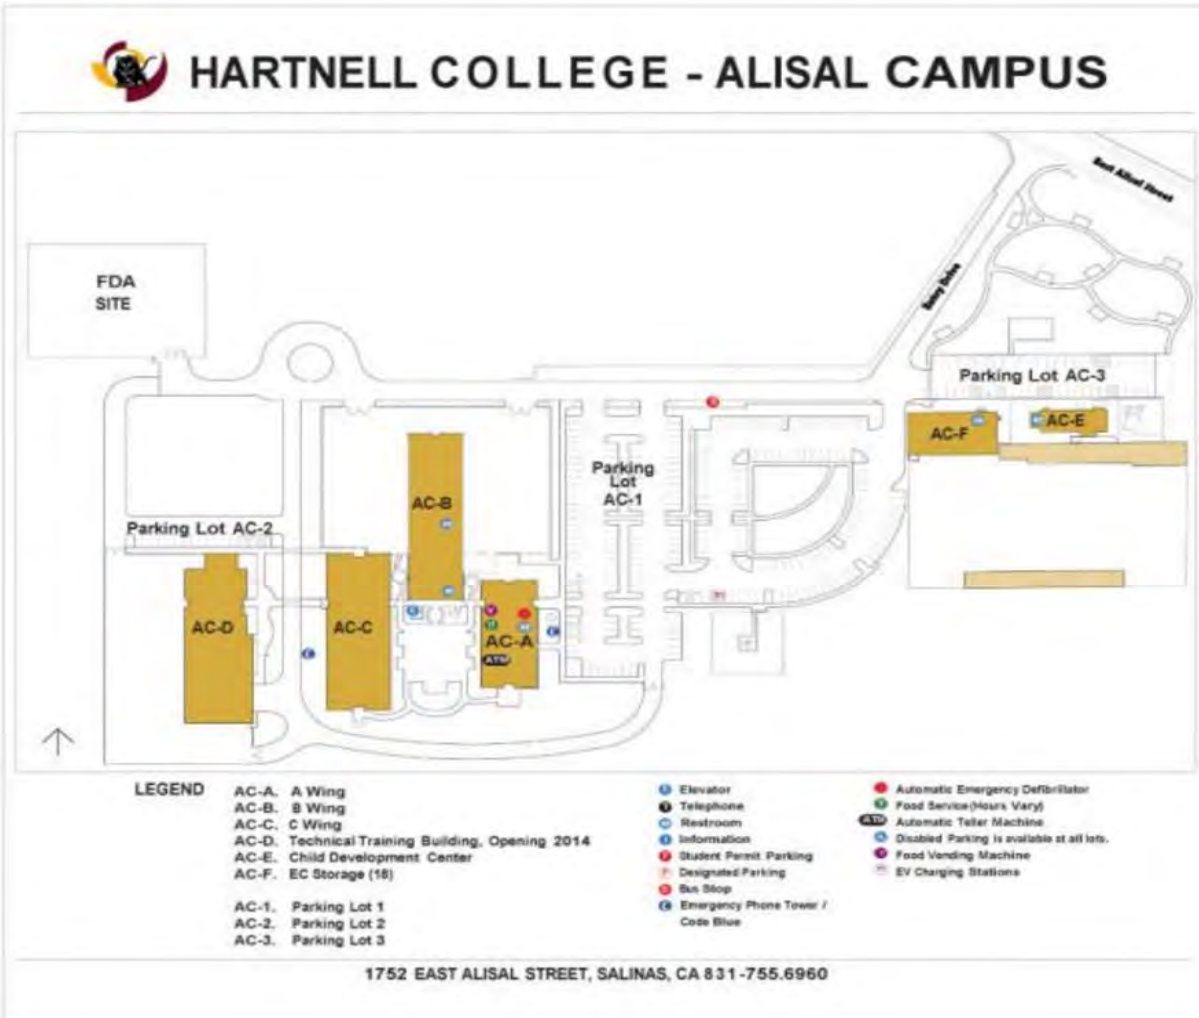 HARTNELL COLLEGE - ALISAL CAMPUS
East Alisal Street
FDA
SITE
Drive
Parking Lot AC-3
AC-F
AC-E
Parking
Lot
AC-1
AC-B
Parking Lot AC-2
AC-D
AC-C
AC-A
ATM
LEGEND
AC-A. A Wing
AC-B. B Wing
AC-C. C Wing
AC-D. Technical Training Building, Opening 2014
AC-E. Child Development Center
AC-F. EC Storage (18)
AC-1. Parking Lot 1
AC-2. Parking Lot 2
AC-3. Parking Lot 3
Elevator
Telephone
Restroom
Information
Student Permit Parking
Designated Parking
Bus Stop
Emergency Phone Tower /
Code Blue
Automatic Emergency Defibrillator
Food Service (Hours Vary)
ATM Automatic Teller Machine
Disabled Parking is available at all lots.
Food Vending Machine
EV Charging Stations
1752 EAST ALISAL STREET, SALINAS, CA 831-755.6960